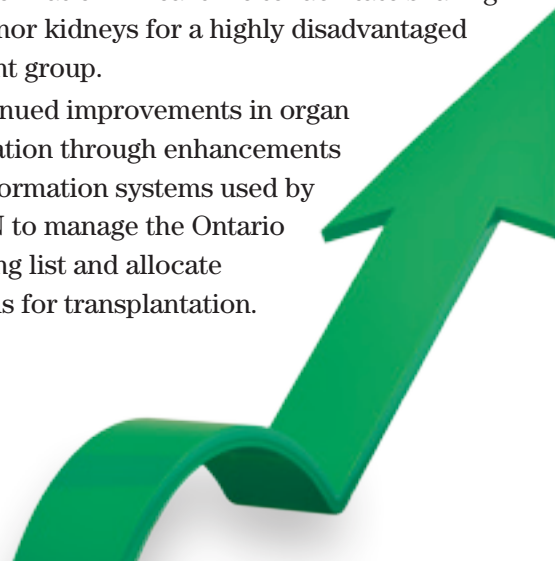 nor kidneys for a highly disadvantaged
nt group.
nued improvements in organ
ation through enhancements
formation systems used by
N to manage the Ontario
ng list and allocate
s for transplantation.